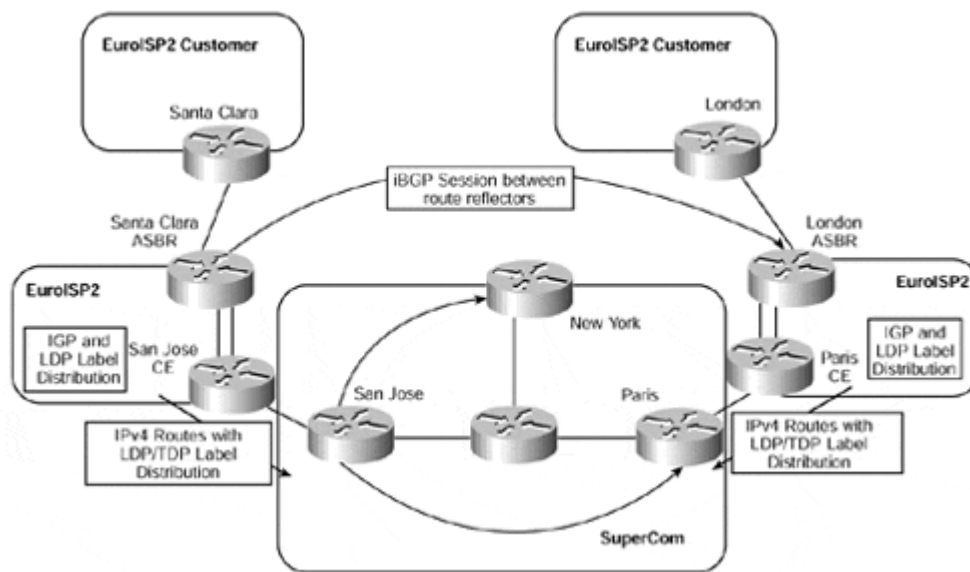 EuroISP2 Customer
EuroISP2 Customer
Santa Clara
London
iBGP Session between
route reflectors
Santa Clara
ASBR
London
ASBR
EuroISP2
EuroISP2
New York
IGP and
LDP Label
Distribution
San Jose
CE
Paris
CE
IGP and
LDP Label
Distribution
San Jose
Paris
IPv4 Routes with
LDP/TDP Label
Distribution
IPv4 Routes with
LDP/TDP Label
Distribution
SuperCom